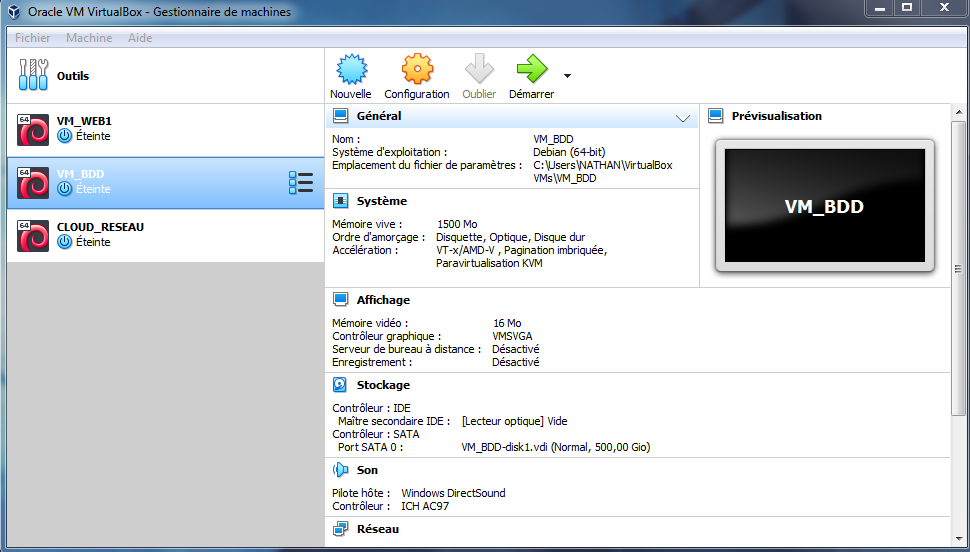 Oracle VM VirtualBox - Gestionnaire de machines
Fichier Machine Aide
Outils
Nouvelle Configuration Oublier Démarrer
64
VM_WEB1
Éteinte
64
VM_BDD
Éteinte
64
CLOUD_RESEAU
Éteinte
Général
Nom : VM_BDD
Système d'exploitation : Debian (64-bit)
Emplacement du fichier de paramètres : C:\Users\NATHAN\VirtualBox
VMs\VM_BDD
Prévisualisation
VM_BDD
Système
Mémoire vive : 1500 Mo
Ordre d'amorçage : Disquette, Optique, Disque dur
Accélération : VT-x/AMD-V , Pagination imbriquée,
Paravirtualisation KVM
Affichage
Mémoire vidéo : 16 Mo
Contrôleur graphique : VMSVGA
Serveur de bureau à distance : Désactivé
Enregistrement : Désactivé
Stockage
Contrôleur : IDE
Maître secondaire IDE : [Lecteur optique] Vide
Contrôleur : SATA
Port SATA 0 : VM_BDD-disk1.vdi (Normal, 500,00 Gio)
Son
Pilote hôte : Windows DirectSound
Contrôleur : ICH AC97
Réseau